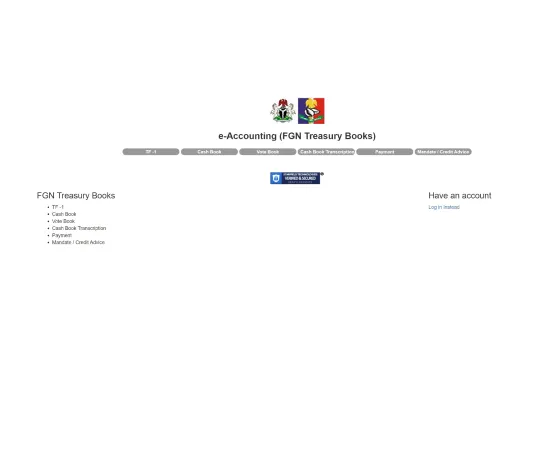 e-Accounting (FGN Treasury Books)
TF -1
Cash Book
Vote Book
Cash Book Transcription
Payment
Mandate / Credit Advice
VERIFIED & SECURED
FGN Treasury Books
TF -1
Cash Book
Vote Book
Cash Book Transcription
Payment
Mandate / Credit Advice
Have an account
Log in instead